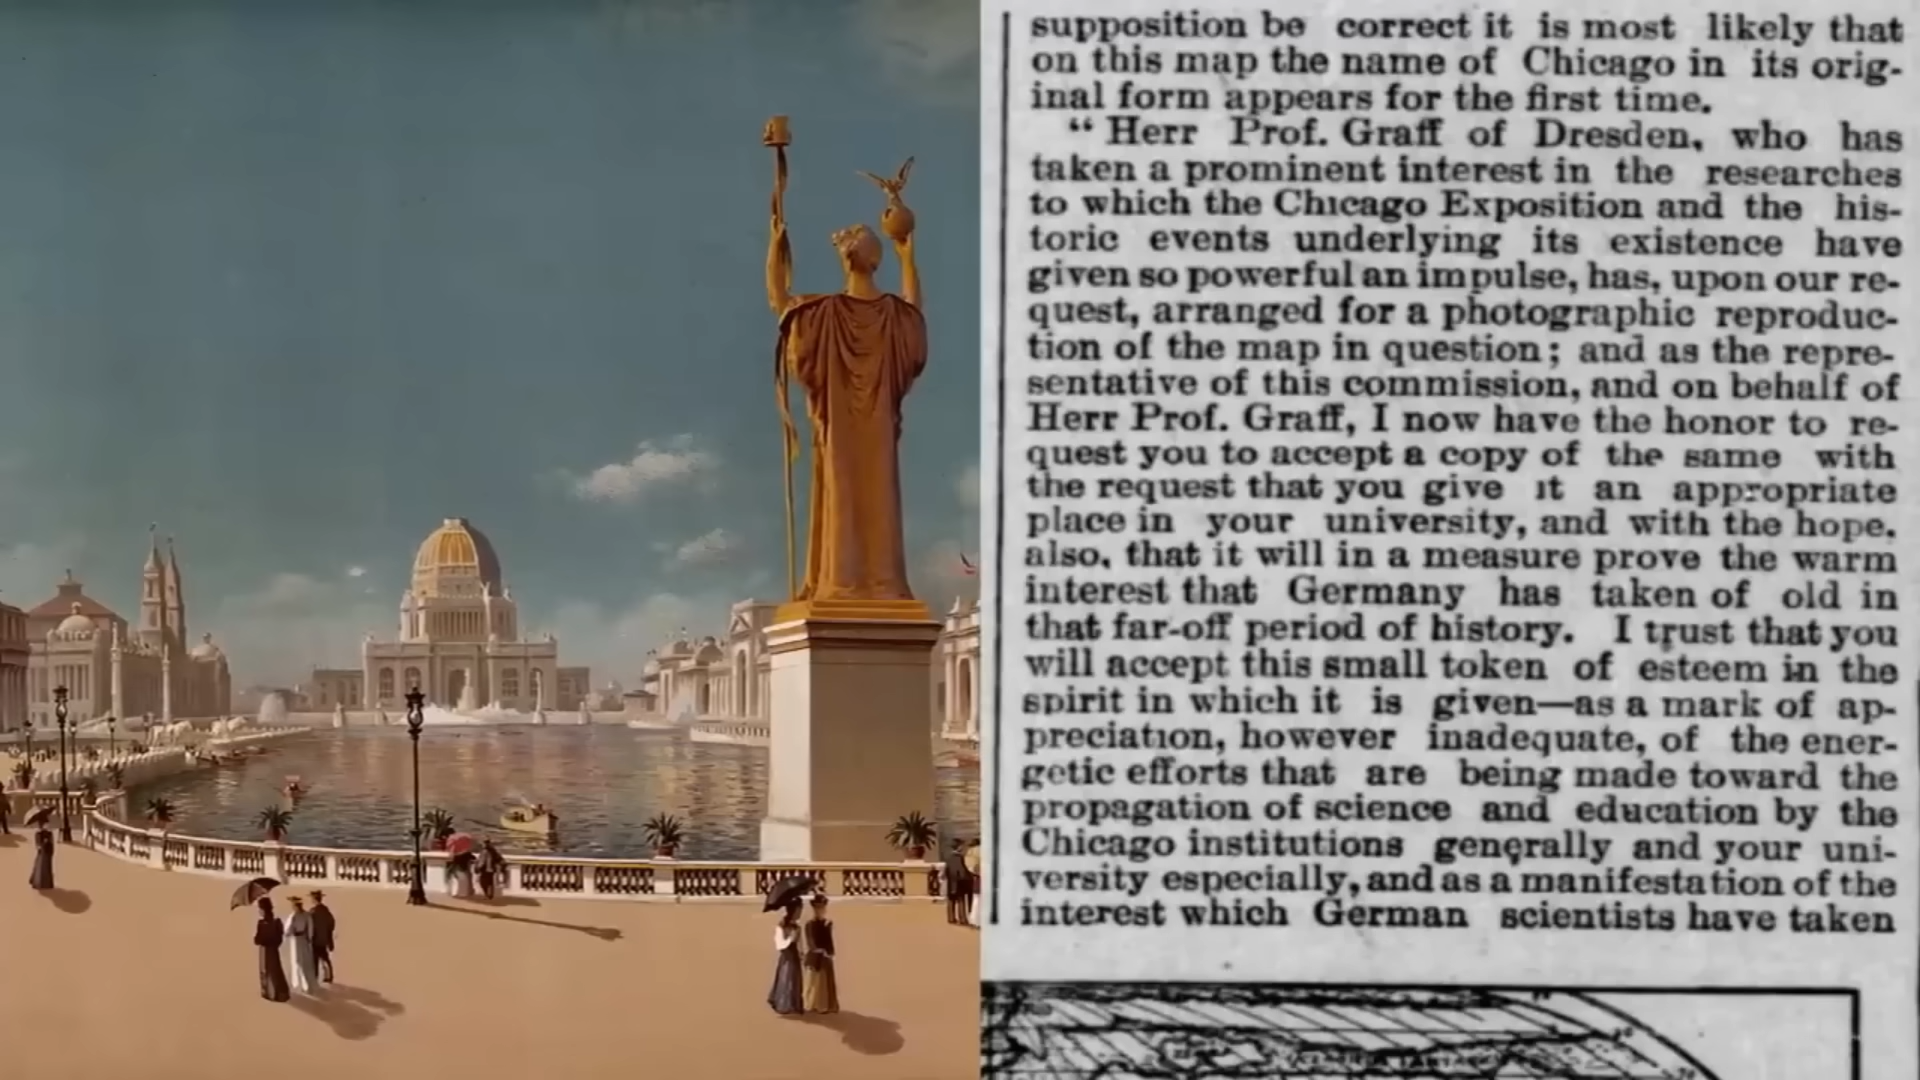 supposition be correct it is most likely that
on this map the name of Chicago in its orig-
inal form appears for the first time.
“ Herr Prof. Graff of Dresden, who has
taken a prominent interest in the researches
to which the Chicago Exposition and the his-
toric events underlying its existence have
given so powerful an impulse, has, upon our re-
quest, arranged for a photographic reproduc-
tion of the map in question; and as the repre-
sentative of this commission, and on behalf of
Herr Prof. Graff, I now have the honor to re-
quest you to accept a copy of the same with
the request that you give it an appropriate
place in your university, and with the hope,
also, that it will in a measure prove the warm
interest that Germany has taken of old in
that far-off period of history. I trust that you
will accept this small token of esteem in the
spirit in which it is given—as a mark of ap-
preciation, however inadequate, of the ener-
getic efforts that are being made toward the
propagation of science and education by the
Chicago institutions generally and your uni-
versity especially, and as a manifestation of the
interest which German scientists have taken